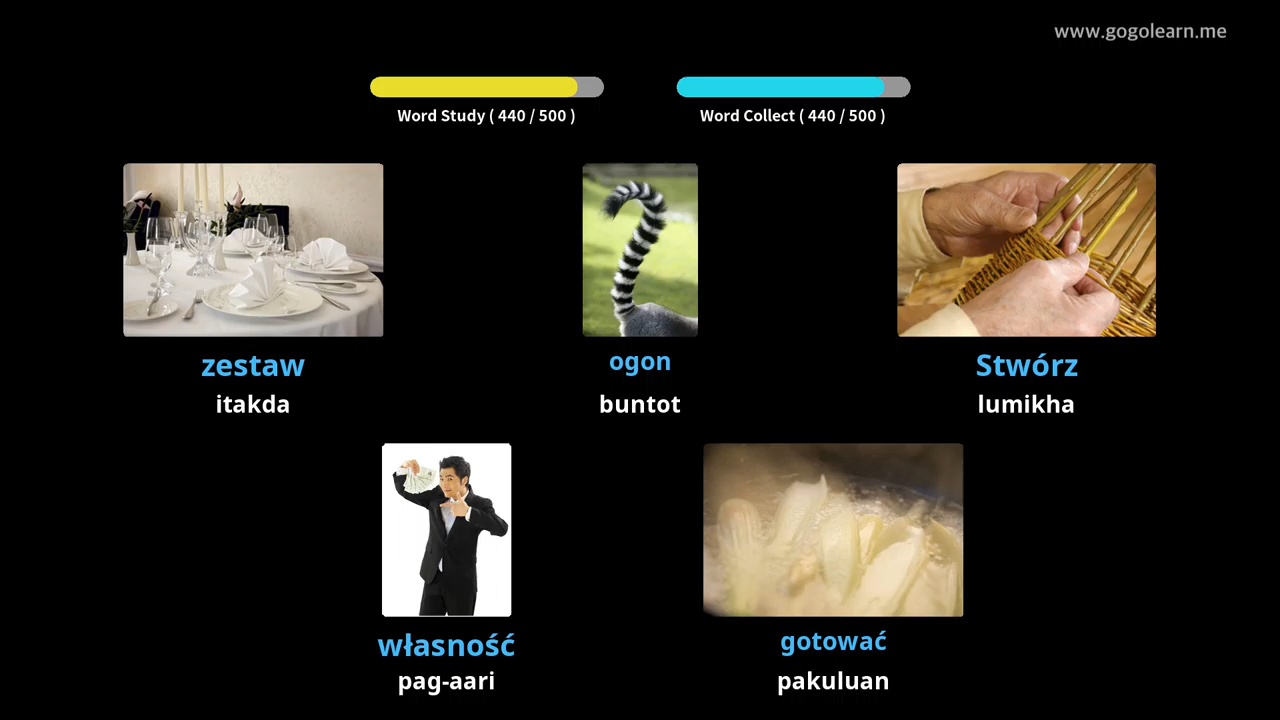 www.gogolearn.me
Word Study ( 440 / 500 )
Word Collect ( 440 / 500 )
zestaw
itakda
ogon
buntot
Stwórz
lumikha
własność
pag-aari
gotować
pakuluan